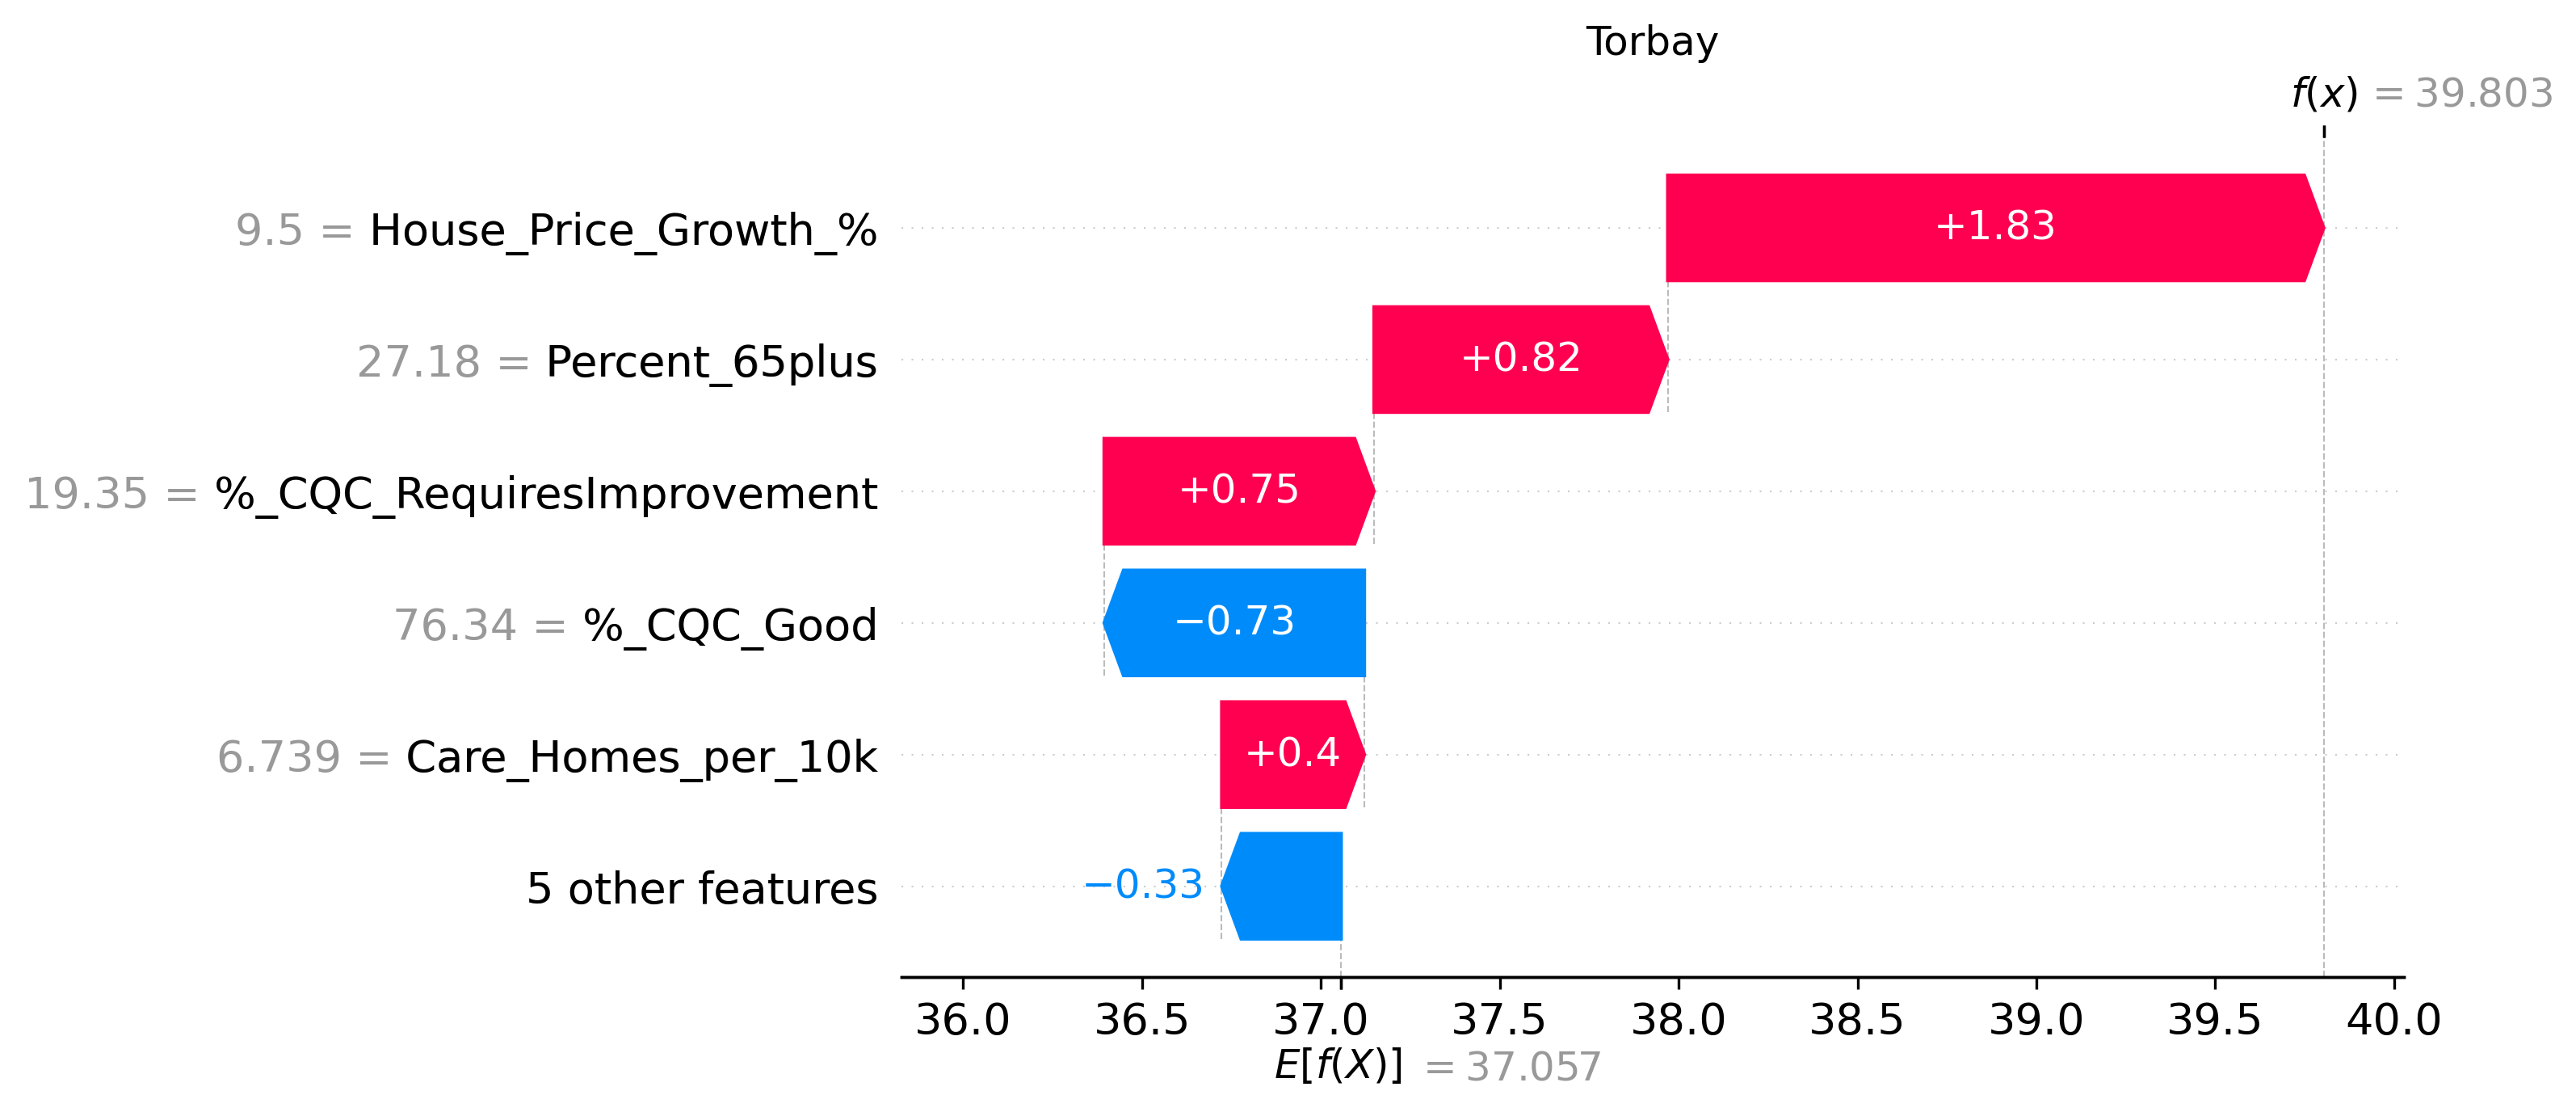 Torbay
f(x) = 39.803
9.5 = House_Price_Growth_%
+1.83
27.18 = Percent_65plus
+0.82
19.35 = %_CQC_RequiresImprovement
+0.75
76.34 = %_CQC_Good
−0.73
6.739 = Care_Homes_per_10k
+0.4
5 other features
−0.33
36.0 36.5 37.0 37.5 38.0 38.5 39.0 39.5 40.0
E[f(X)] = 37.057